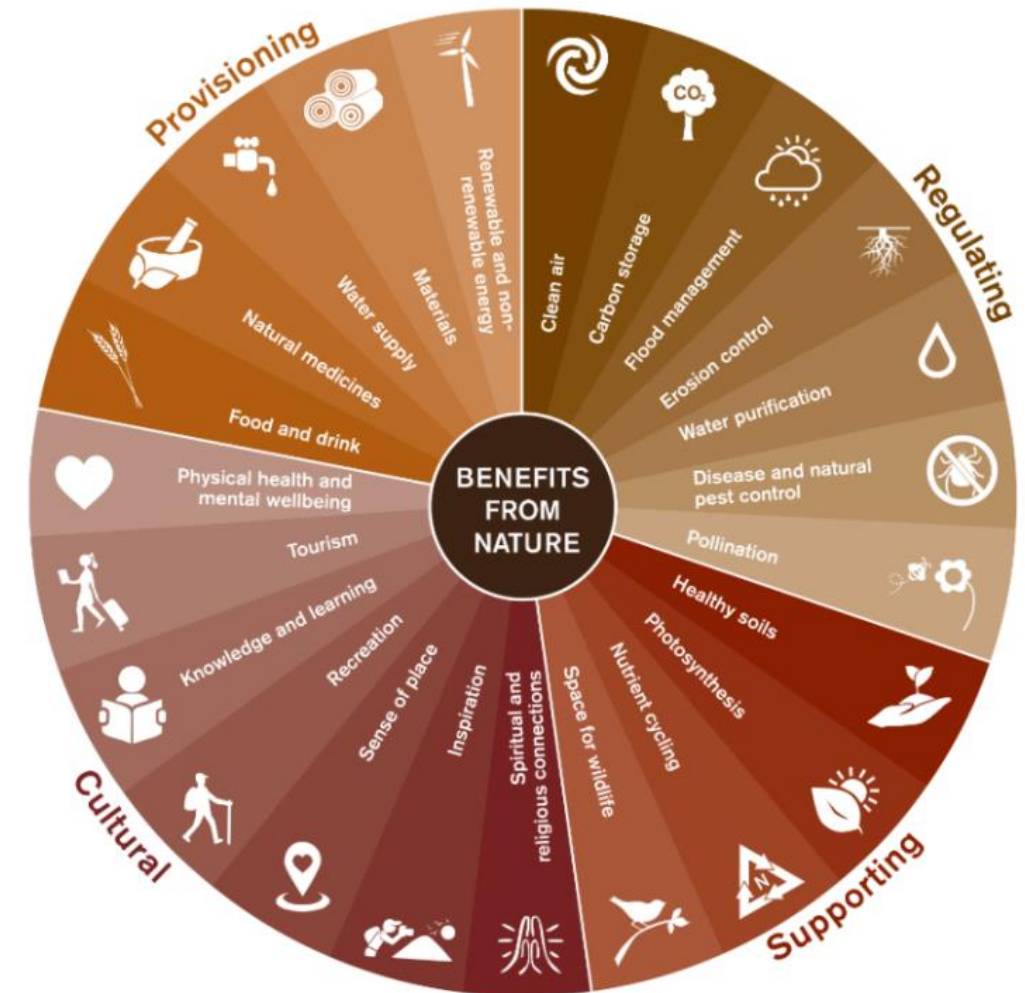 Provisioning
Regulating
Cultural
Supporting
BENEFITS
FROM
NATURE
Clean air
CO₂
Carbon storage
Flood management
Erosion control
Water purification
Disease and natural
pest control
Pollination
Healthy soils
Photosynthesis
Nutrient cycling
N
Space for wildlife
Spiritual and
religious connections
Inspiration
Sense of place
Recreation
Knowledge and learning
Tourism
Physical health and
mental wellbeing
Food and drink
Natural medicines
Water supply
Materials
Renewable and non-
renewable energy